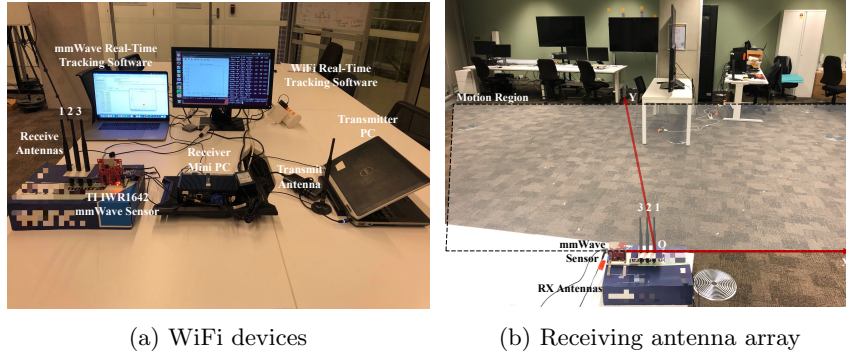 mmWave Real-Time
Tracking Software
WiFi Real-Time
Tracking Software
1 2 3
Receive
Antennas
Transmitter
PC
Receiver
Mini PC
Transmit
Antenna
TI IWR1642
mmWave Sensor
(a) WiFi devices
Motion Region
Y
3 2 1
O
mmWave
Sensor
X
RX Antennas
(b) Receiving antenna array